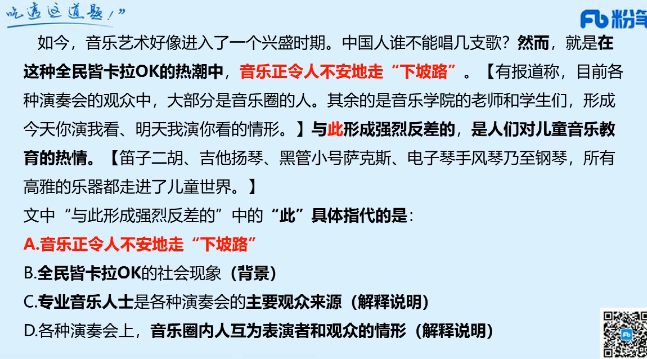 吃透这道题！”
粉笔
如今，音乐艺术好像进入了一个兴盛时期。中国人谁不能唱几支歌？然而，就是在
这种全民皆卡拉OK的热潮中，音乐正令人不安地走“下坡路”。【有报道称，目前各
种演奏会的观众中，大部分是音乐圈的人。其余的是音乐学院的老师和学生们，形成
今天你演我看、明天我演你看的情形。】与此形成强烈反差的，是人们对儿童音乐教
育的热情。【笛子二胡、吉他扬琴、黑管小号萨克斯、电子琴手风琴乃至钢琴，所有
高雅的乐器都走进了儿童世界。】
文中“与此形成强烈反差的”中的“此”具体指代的是：
A.音乐正令人不安地走“下坡路”
B.全民皆卡拉OK的社会现象（背景）
C.专业音乐人士是各种演奏会的主要观众来源（解释说明）
D.各种演奏会上，音乐圈内人互为表演者和观众的情形（解释说明）